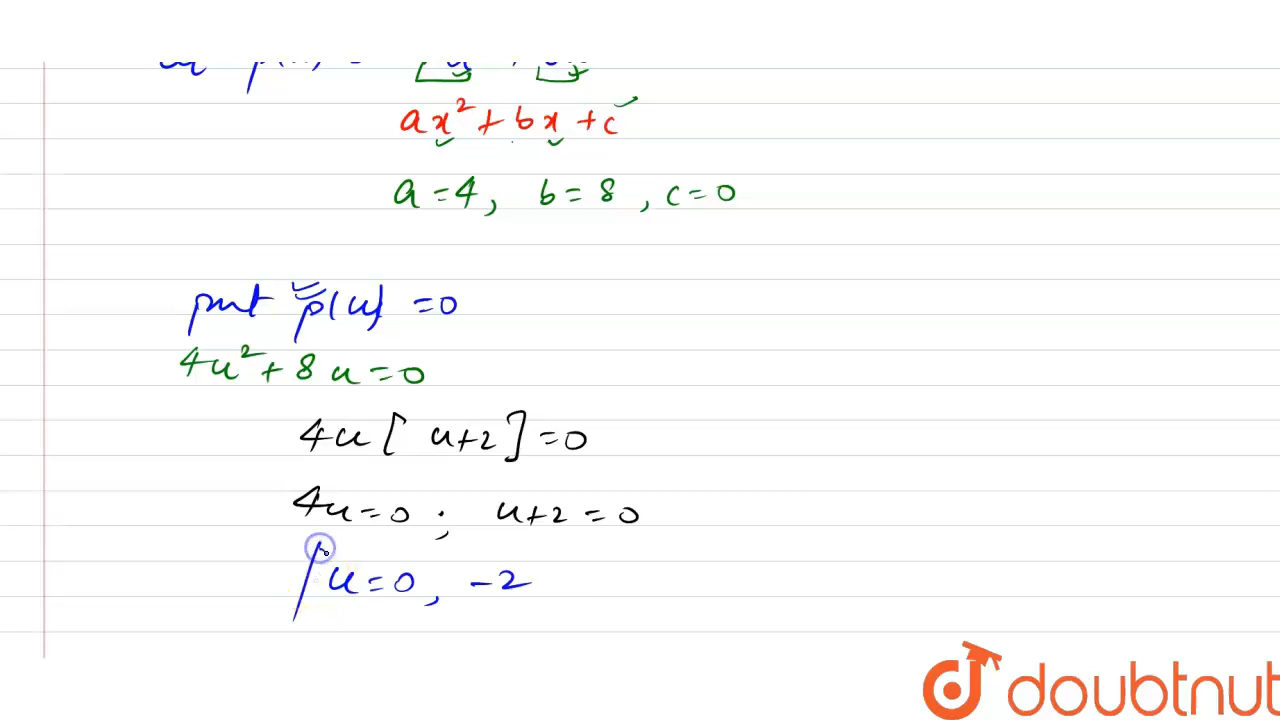 ax² + bx + c
a = 4, b = 8, c = 0
put p(u) = 0
4u² + 8u = 0
4u [ u+2 ] = 0
4u = 0 ; u+2 = 0
u = 0, -2
doubtnut